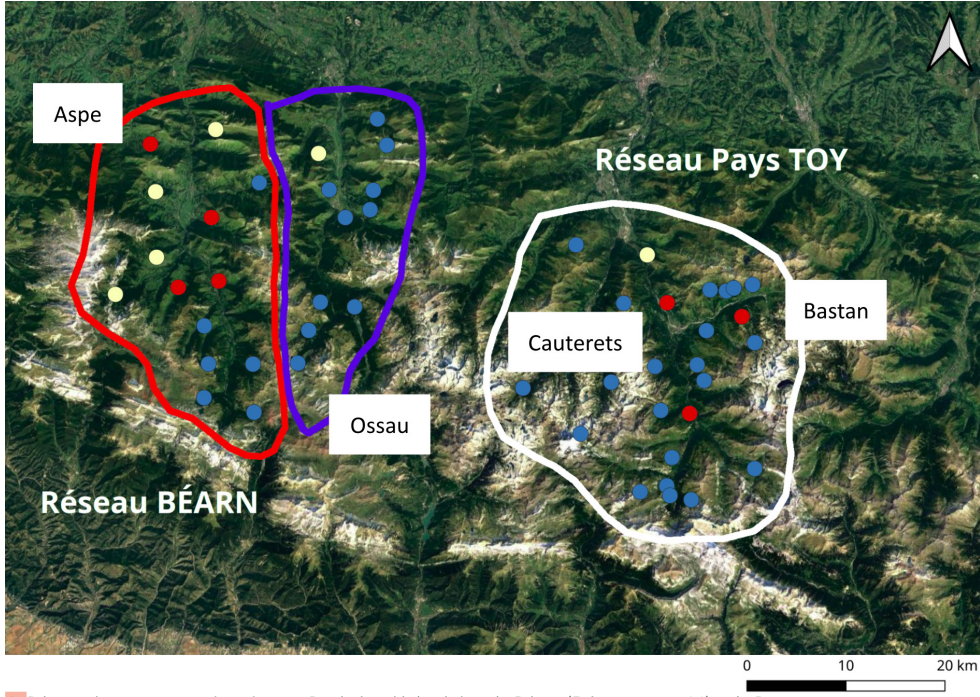 Aspe
Réseau Pays TOY
Bastan
Cauterets
Ossau
Réseau BÉARN
0 10 20 km